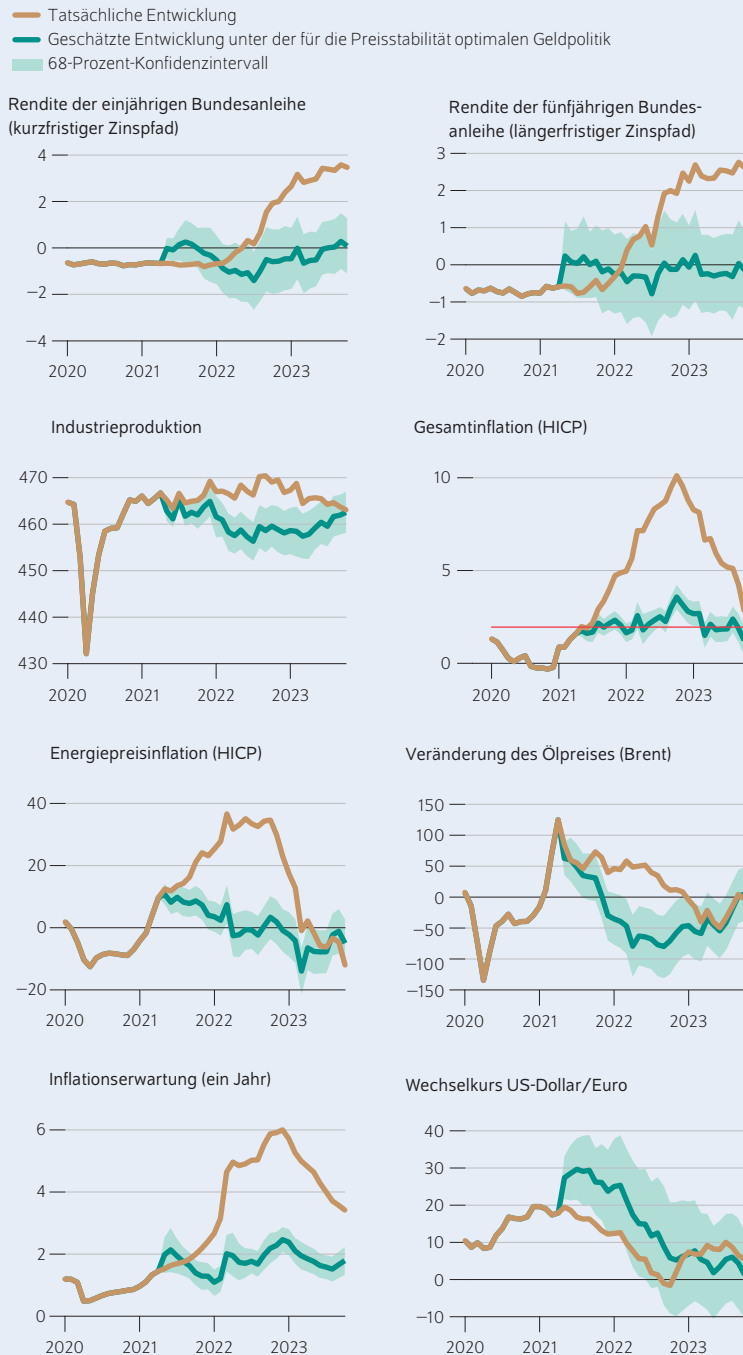 Tatsächliche Entwicklung
Geschätzte Entwicklung unter der für die Preisstabilität optimalen Geldpolitik
68-Prozent-Konfidenzintervall
Rendite der einjährigen Bundesanleihe
(kurzfristiger Zinspfad)
4
2
0
−2
−4
2020 2021 2022 2023
Rendite der fünfjährigen Bundes-
anleihe (längerfristiger Zinspfad)
3
2
1
0
−1
−2
2020 2021 2022 2023
Industrieproduktion
470
460
450
440
430
2020 2021 2022 2023
Gesamtinflation (HICP)
10
5
0
2020 2021 2022 2023
Energiepreisinflation (HICP)
40
20
0
−20
2020 2021 2022 2023
Veränderung des Ölpreises (Brent)
150
100
50
0
−50
−100
−150
2020 2021 2022 2023
Inflationserwartung (ein Jahr)
6
4
2
0
2020 2021 2022 2023
Wechselkurs US-Dollar/Euro
40
30
20
10
0
−10
2020 2021 2022 2023